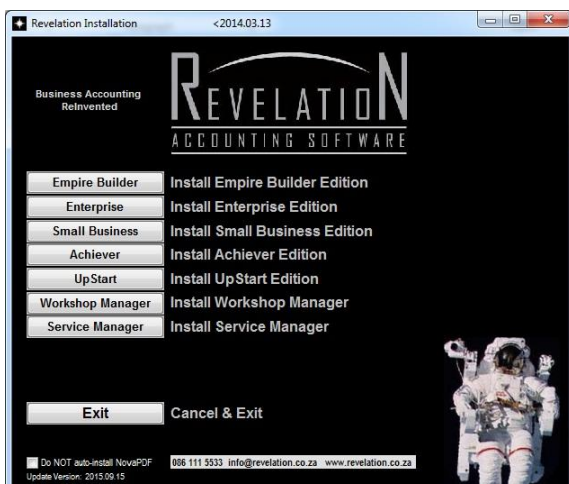 Revelation Installation <2014.03.13
Business Accounting
ReInvented
REVELATION
ACCOUNTING SOFTWARE
Empire Builder Install Empire Builder Edition
Enterprise Install Enterprise Edition
Small Business Install Small Business Edition
Achiever Install Achiever Edition
UpStart Install UpStart Edition
Workshop Manager Install Workshop Manager
Service Manager Install Service Manager
Exit Cancel & Exit
Do NOT auto-install NovaPDF 086 111 5533 info@revelation.co.za www.revelation.co.za
Update Version: 2015.09.15